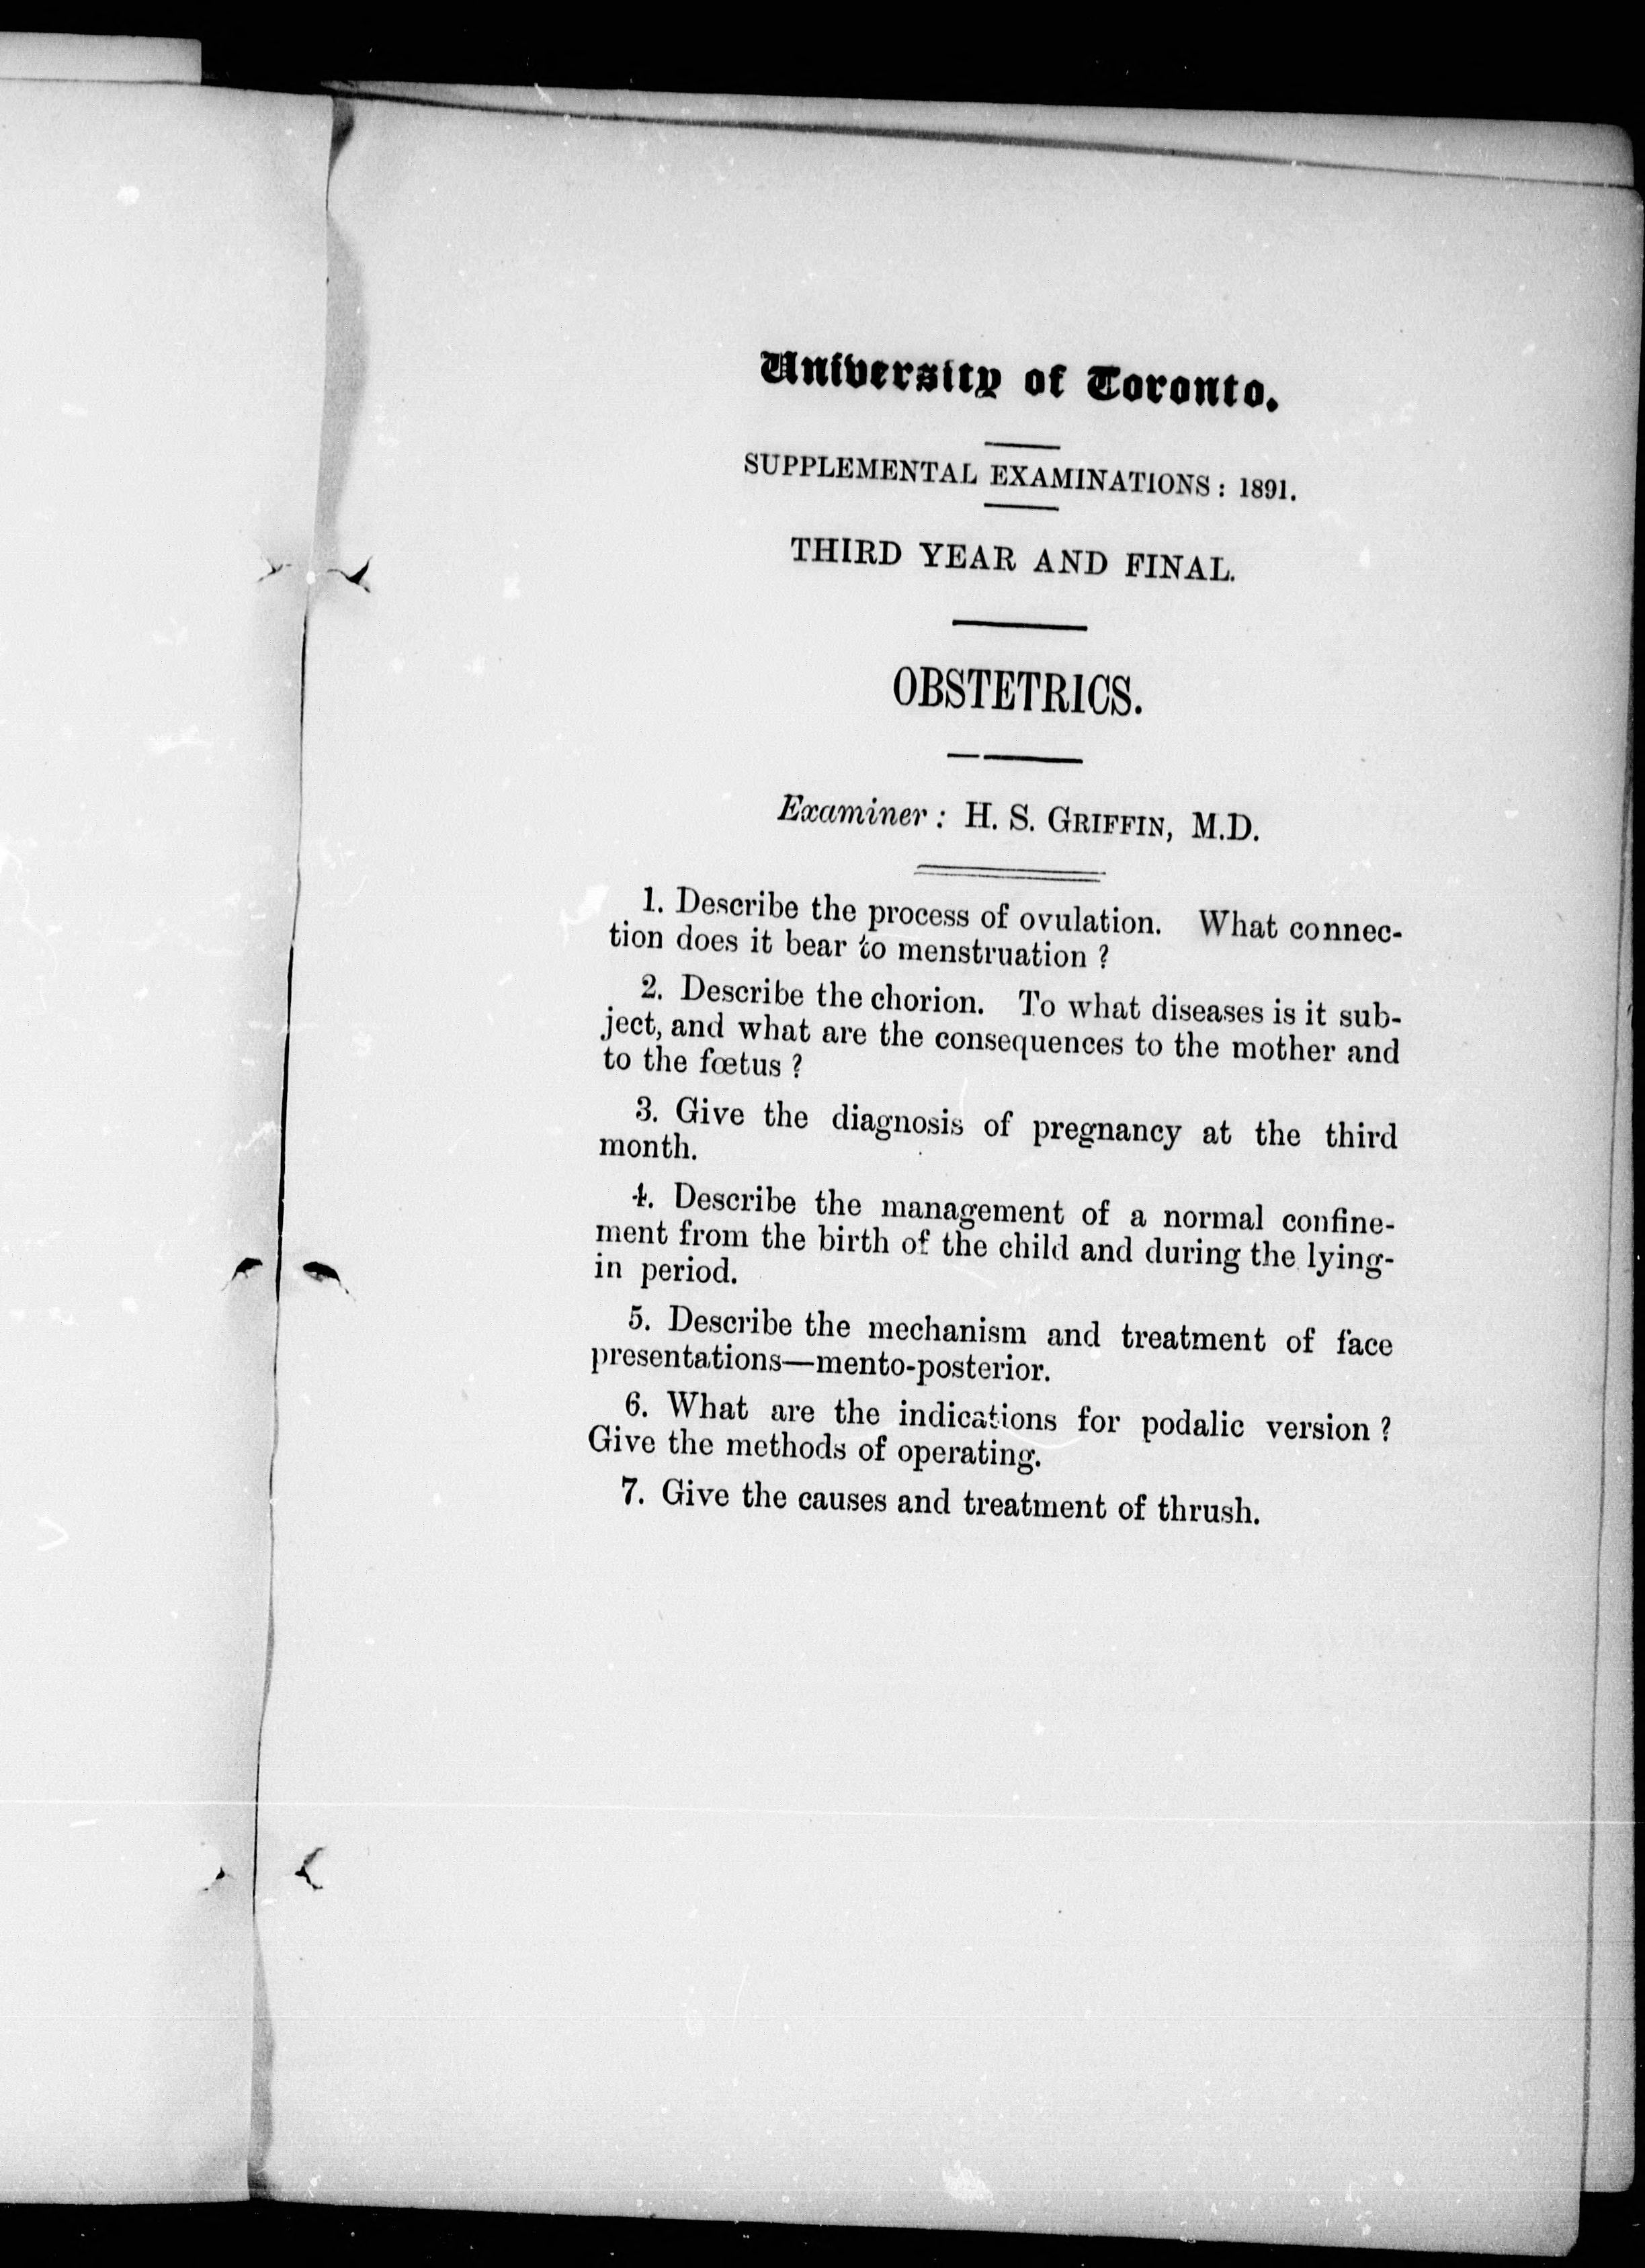 University of Toronto.
SUPPLEMENTAL EXAMINATIONS: 1891.
THIRD YEAR AND FINAL.
OBSTETRICS.
Examiner: H. S. GRIFFIN, M.D.
1. Describe the process of ovulation. What connec-
tion does it bear to menstruation ?
2. Describe the chorion. To what diseases is it sub-
ject, and what are the consequences to the mother and
to the fœtus ?
3. Give the diagnosis of pregnancy at the third
month.
4. Describe the management of a normal confine-
ment from the birth of the child and during the lying-
in period.
5. Describe the mechanism and treatment of face
presentations—mento-posterior.
6. What are the indications for podalic version ?
Give the methods of operating.
7. Give the causes and treatment of thrush.